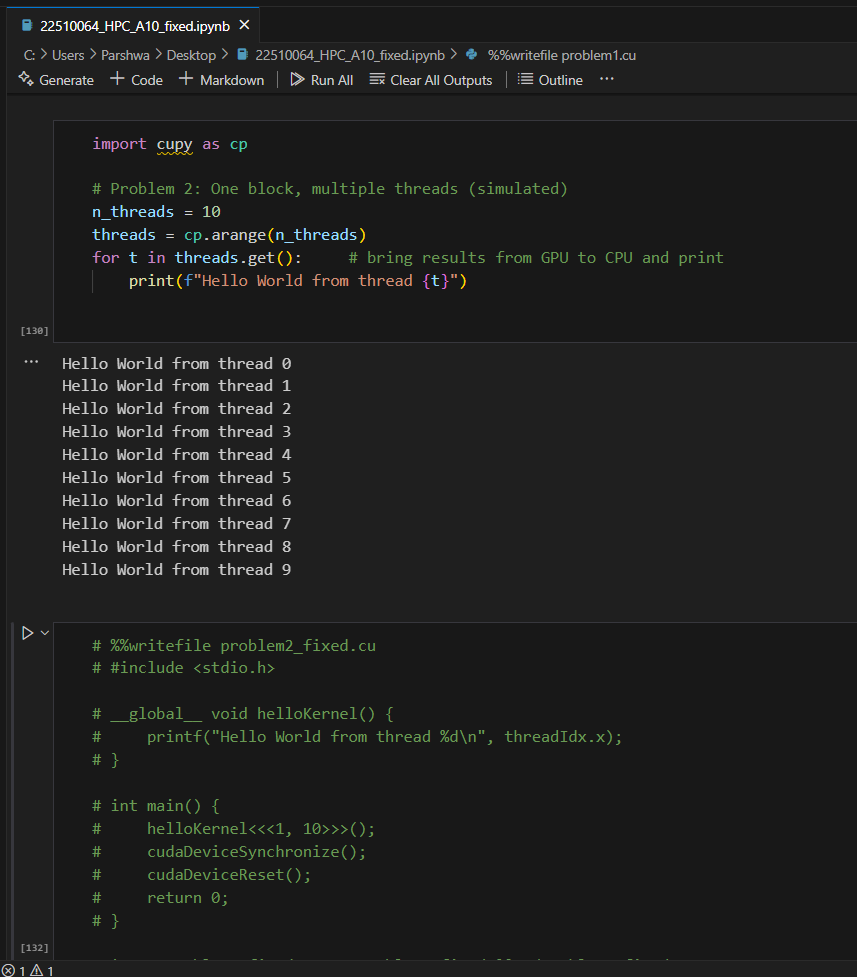 22510064_HPC_A10_fixed.ipynb
C: > Users > Parshwa > Desktop > 22510064_HPC_A10_fixed.ipynb > %%writefile problem1.cu
Generate + Code + Markdown | Run All Clear All Outputs | Outline ...
import cupy as cp
# Problem 2: One block, multiple threads (simulated)
n_threads = 10
threads = cp.arange(n_threads)
for t in threads.get():     # bring results from GPU to CPU and print
    print(f"Hello World from thread {t}")
[130]
... Hello World from thread 0
Hello World from thread 1
Hello World from thread 2
Hello World from thread 3
Hello World from thread 4
Hello World from thread 5
Hello World from thread 6
Hello World from thread 7
Hello World from thread 8
Hello World from thread 9
# %%writefile problem2_fixed.cu
# #include <stdio.h>
# __global__ void helloKernel() {
#     printf("Hello World from thread %d\n", threadIdx.x);
# }
# int main() {
#     helloKernel<<<1, 10>>>();
#     cudaDeviceSynchronize();
#     cudaDeviceReset();
#     return 0;
# }
[132]
1 1